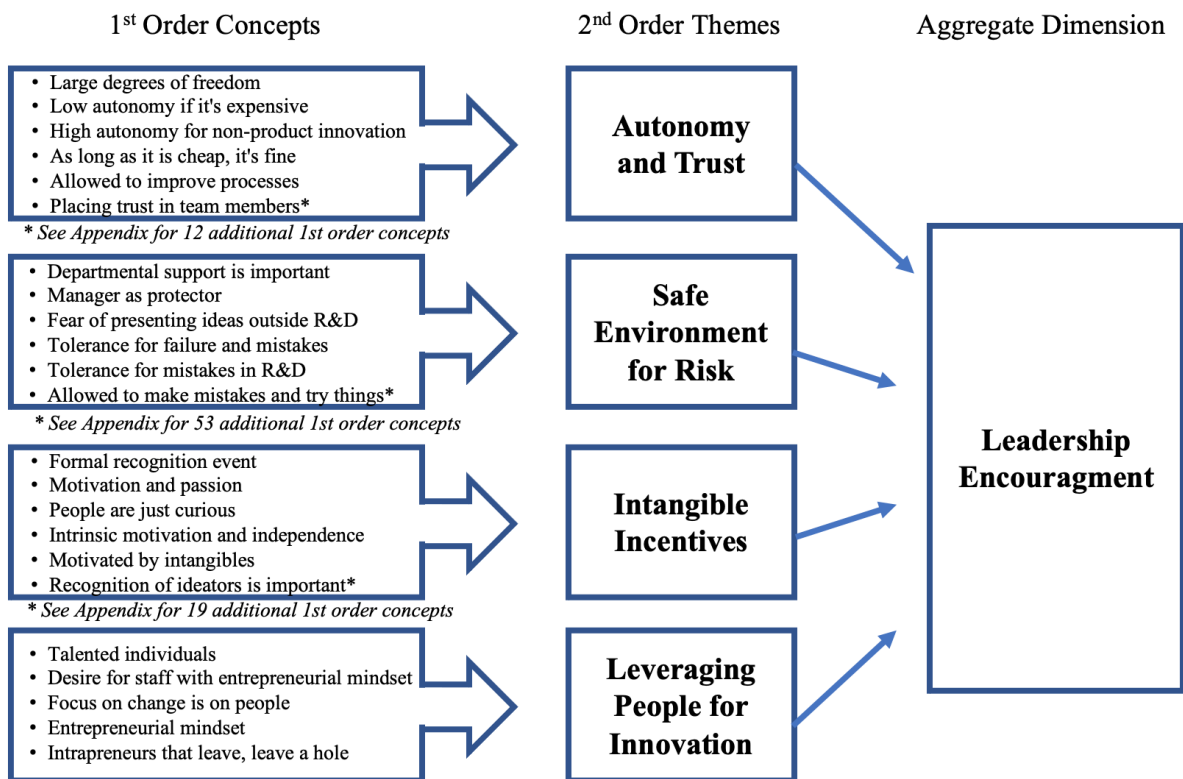 1st Order Concepts
2nd Order Themes
Aggregate Dimension
• Large degrees of freedom
• Low autonomy if it's expensive
• High autonomy for non-product innovation
• As long as it is cheap, it's fine
• Allowed to improve processes
• Placing trust in team members*
* See Appendix for 12 additional 1st order concepts
Autonomy
and Trust
• Departmental support is important
• Manager as protector
• Fear of presenting ideas outside R&D
• Tolerance for failure and mistakes
• Tolerance for mistakes in R&D
• Allowed to make mistakes and try things*
* See Appendix for 53 additional 1st order concepts
Safe
Environment
for Risk
• Formal recognition event
• Motivation and passion
• People are just curious
• Intrinsic motivation and independence
• Motivated by intangibles
• Recognition of ideators is important*
* See Appendix for 19 additional 1st order concepts
Intangible
Incentives
• Talented individuals
• Desire for staff with entrepreneurial mindset
• Focus on change is on people
• Entrepreneurial mindset
• Intrapreneurs that leave, leave a hole
Leveraging
People for
Innovation
Leadership
Encouragment